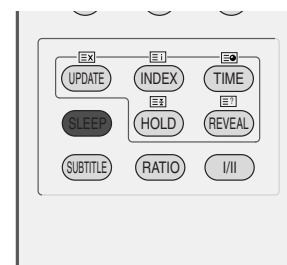 UPDATE INDEX TIME
SLEEP HOLD REVEAL
SUBTITLE RATIO I/II